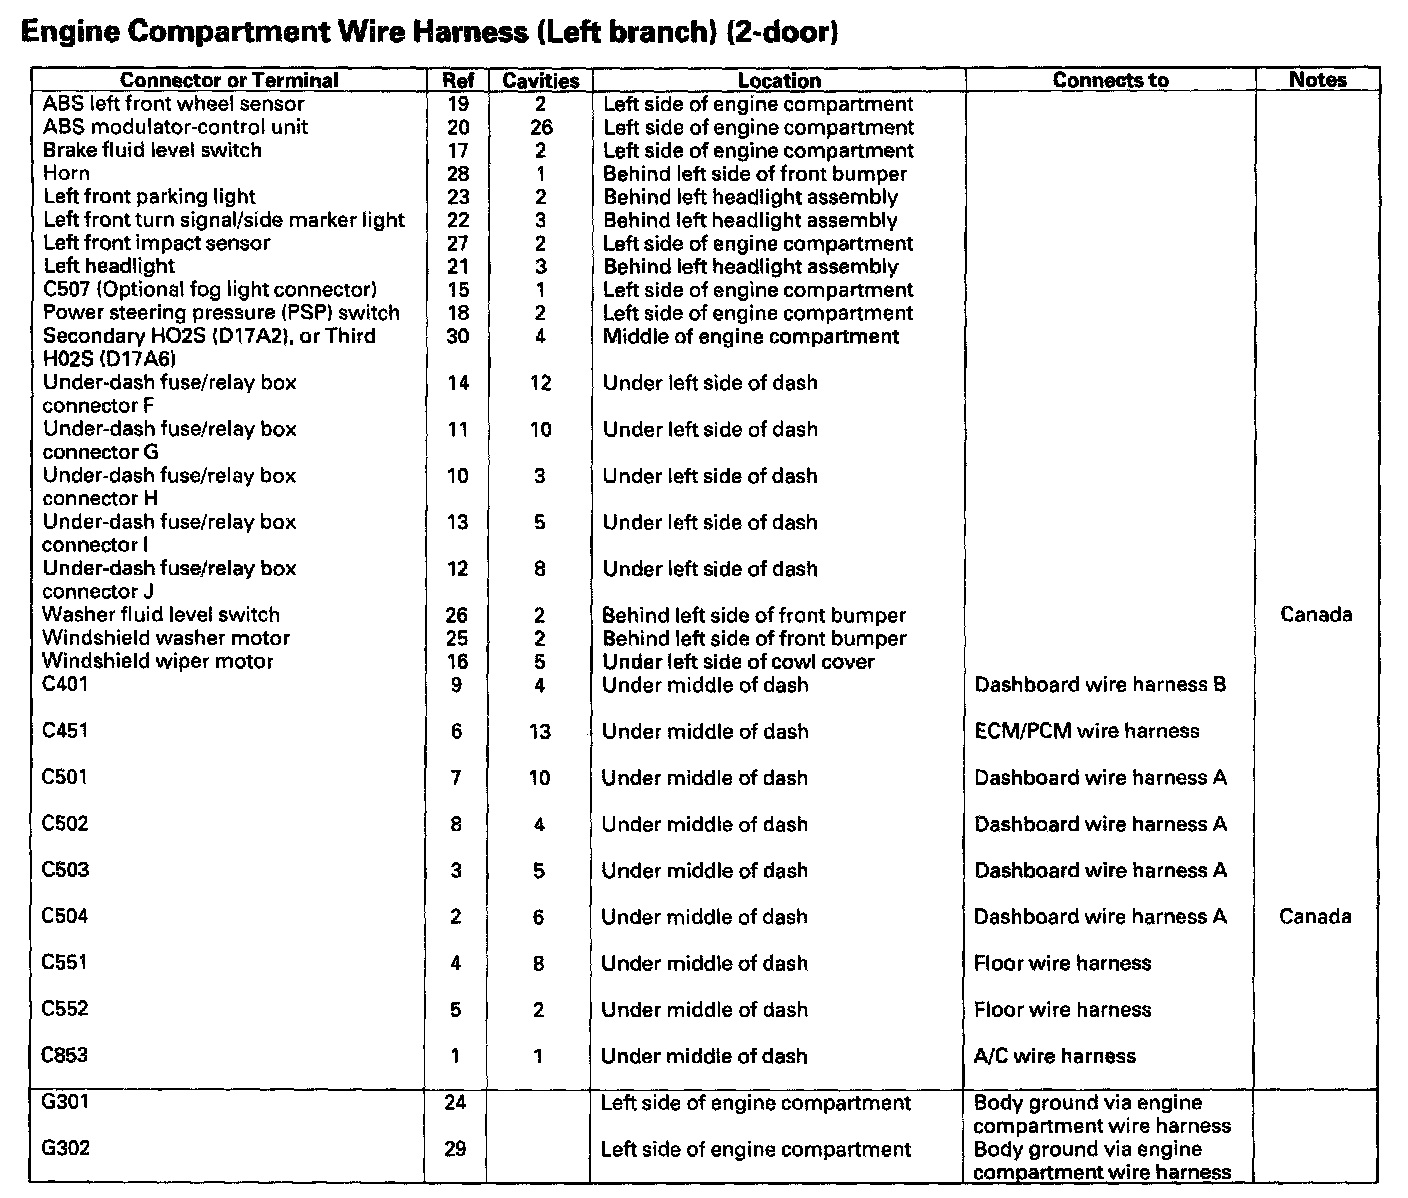 Engine Compartment Wire Harness (Left branch) (2-door)
Connector or Terminal Ref Cavities Location Connects to Notes
ABS left front wheel sensor 19 2 Left side of engine compartment
ABS modulator-control unit 20 26 Left side of engine compartment
Brake fluid level switch 17 2 Left side of engine compartment
Horn 28 1 Behind left side of front bumper
Left front parking light 23 2 Behind left headlight assembly
Left front turn signal/side marker light 22 3 Behind left headlight assembly
Left front impact sensor 27 2 Left side of engine compartment
Left headlight 21 3 Behind left headlight assembly
C507 (Optional fog light connector) 15 1 Left side of engine compartment
Power steering pressure (PSP) switch 18 2 Left side of engine compartment
Secondary HO2S (D17A2), or Third 30 4 Middle of engine compartment
H02S (D17A6)
Under-dash fuse/relay box 14 12 Under left side of dash
connector F
Under-dash fuse/relay box 11 10 Under left side of dash
connector G
Under-dash fuse/relay box 10 3 Under left side of dash
connector H
Under-dash fuse/relay box 13 5 Under left side of dash
connector I
Under-dash fuse/relay box 12 8 Under left side of dash
connector J
Washer fluid level switch 26 2 Behind left side of front bumper Canada
Windshield washer motor 25 2 Behind left side of front bumper
Windshield wiper motor 16 5 Under left side of cowl cover
C401 9 4 Under middle of dash Dashboard wire harness B
C451 6 13 Under middle of dash ECM/PCM wire harness
C501 7 10 Under middle of dash Dashboard wire harness A
C502 8 4 Under middle of dash Dashboard wire harness A
C503 3 5 Under middle of dash Dashboard wire harness A
C504 2 6 Under middle of dash Dashboard wire harness A Canada
C551 4 8 Under middle of dash Floor wire harness
C552 5 2 Under middle of dash Floor wire harness
C853 1 1 Under middle of dash A/C wire harness
G301 24 Left side of engine compartment Body ground via engine
compartment wire harness
G302 29 Left side of engine compartment Body ground via engine
compartment wire harness